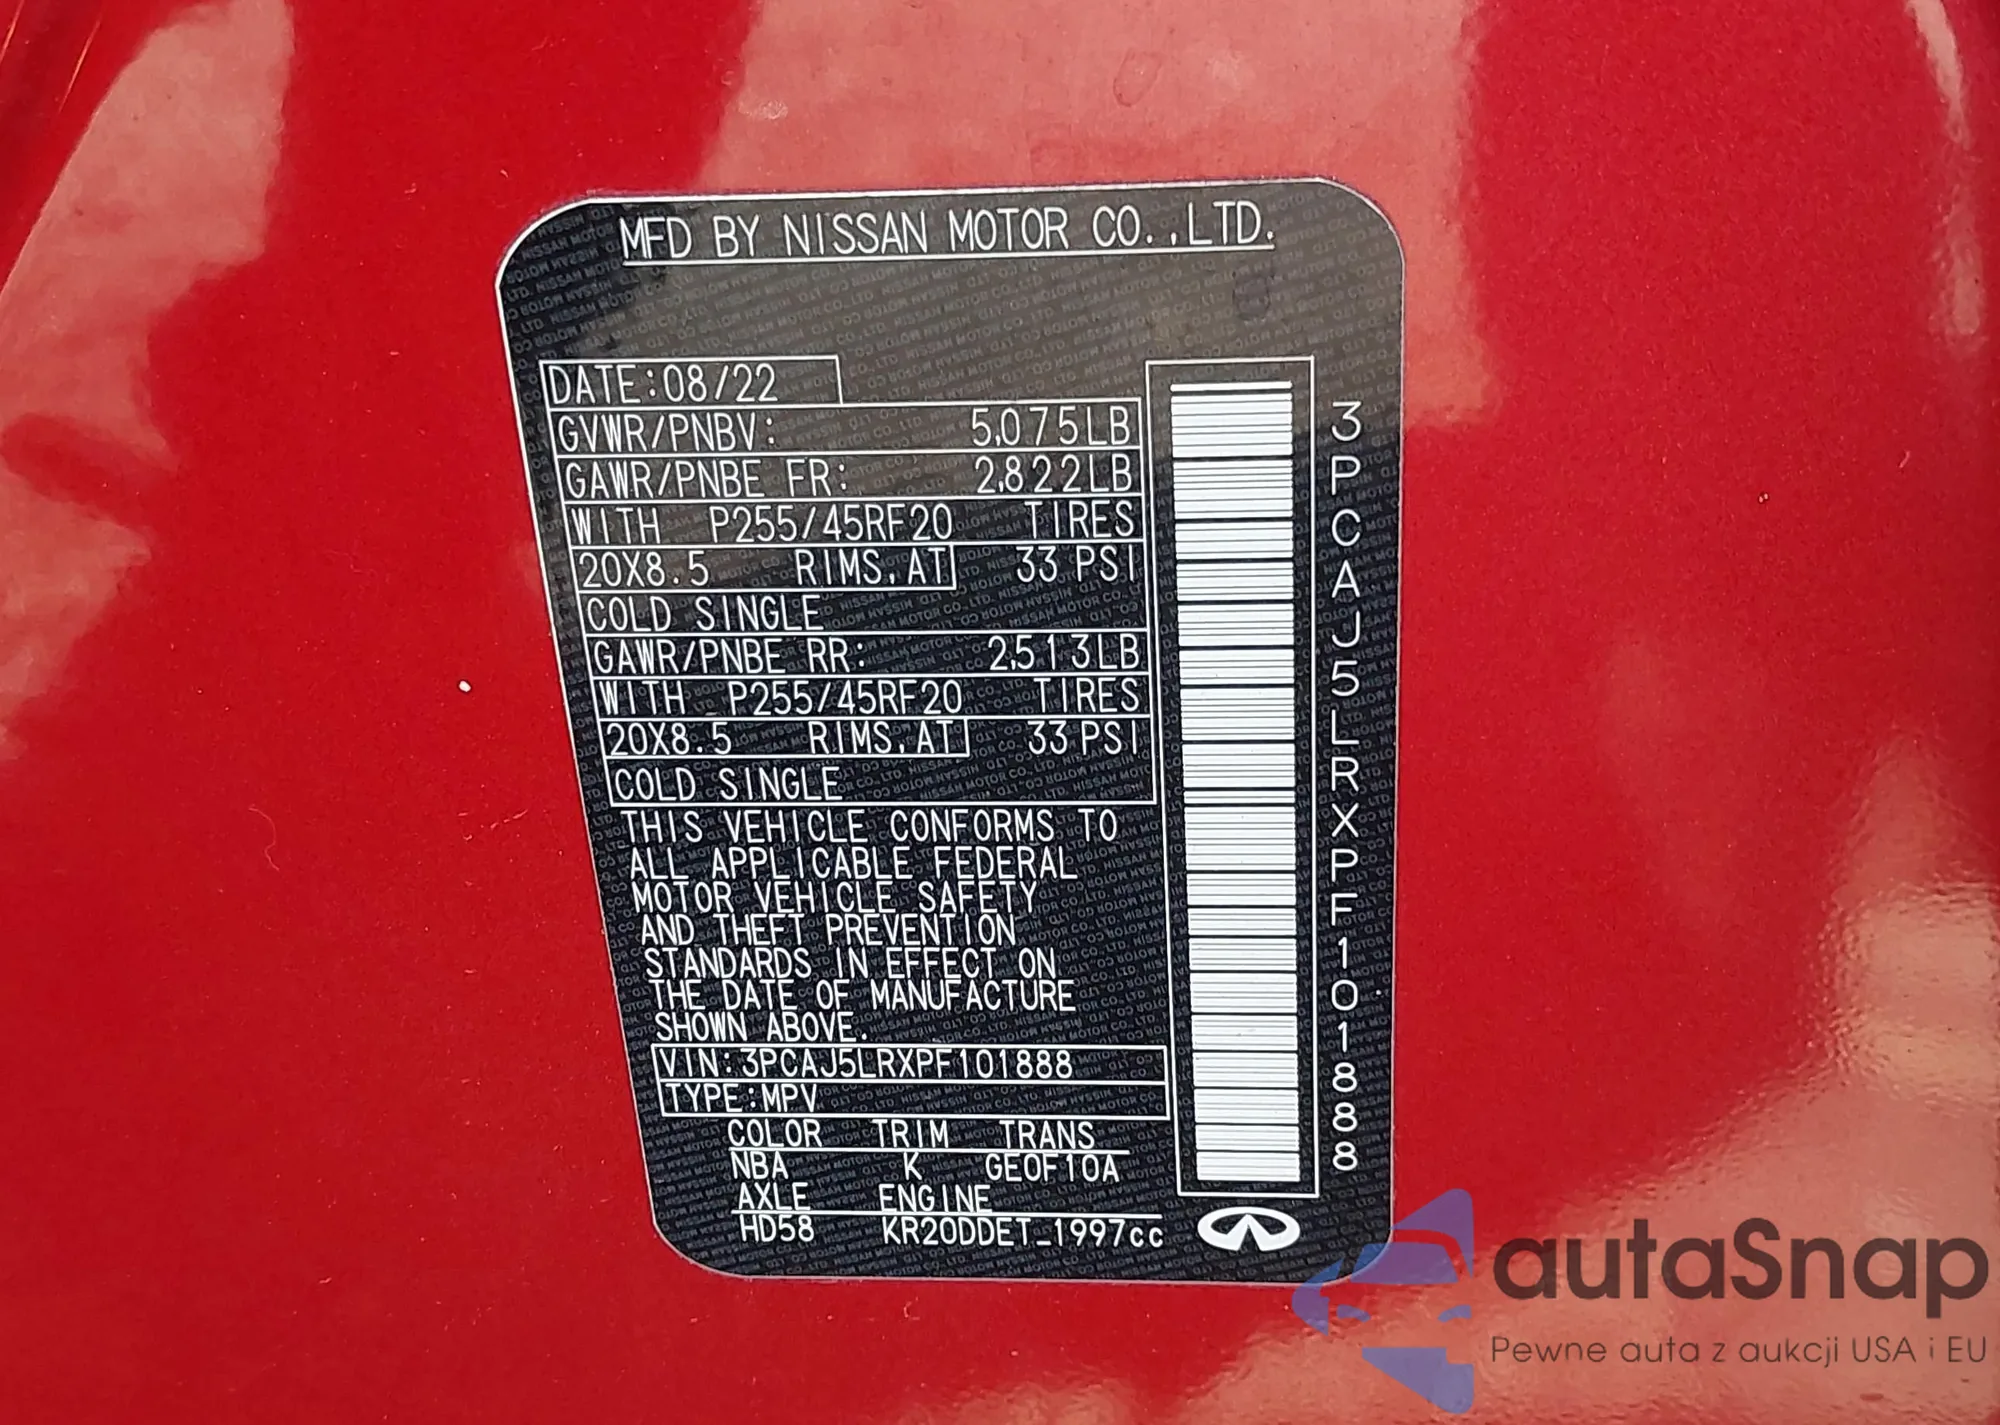 MFD BY NISSAN MOTOR CO.,LTD.
DATE:08/22
GVWR/PNBV: 5,075LB
GAWR/PNBE FR: 2,822LB
WITH P255/45RF20 TIRES
20X8.5 RIMS,AT 33 PSI
COLD SINGLE
GAWR/PNBE RR: 2,513LB
WITH P255/45RF20 TIRES
20X8.5 RIMS,AT 33 PSI
COLD SINGLE
THIS VEHICLE CONFORMS TO
ALL APPLICABLE FEDERAL
MOTOR VEHICLE SAFETY
AND THEFT PREVENTION
STANDARDS IN EFFECT ON
THE DATE OF MANUFACTURE
SHOWN ABOVE.
VIN:3PCAJ5LRXPF101888
TYPE:MPV
COLOR TRIM TRANS
NBA K GE0F10A
AXLE ENGINE
HD58 KR20DDET_1997cc
3PCAJ5LRXPF101888
autaSnap
Pewne auta z aukcji USA i EU